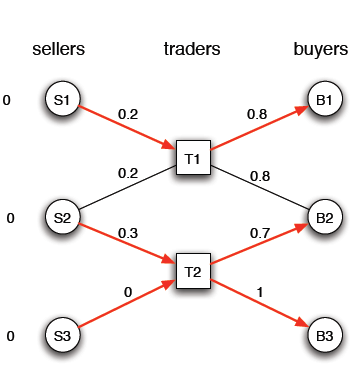 sellers traders buyers
0 S1 0.2 0.8 B1
T1
0.2 0.8
0 S2 0.3 0.7 B2
T2
0 1
0 S3 B3